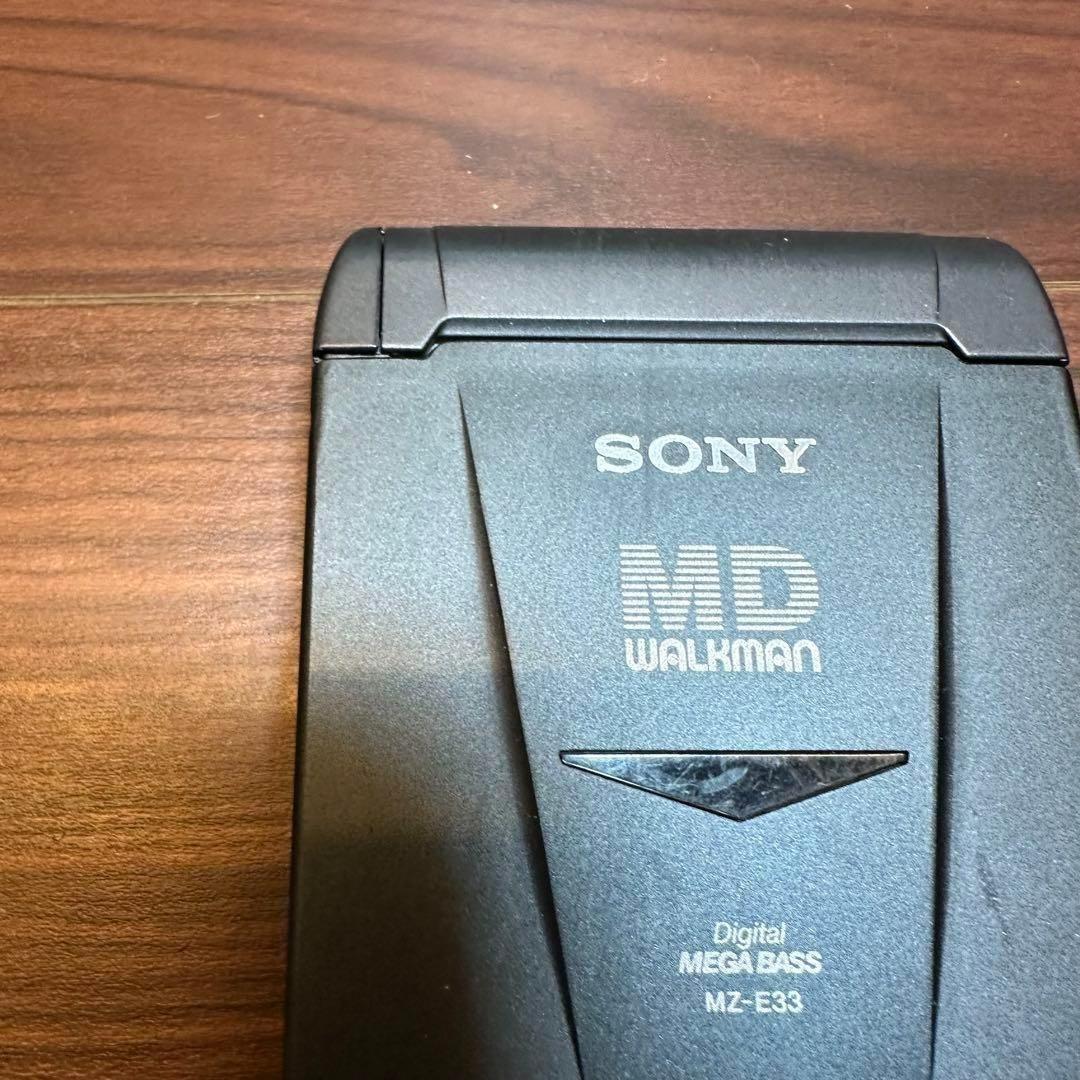 SONY
MD
WALKMAN
Digital
MEGA BASS
MZ-E33